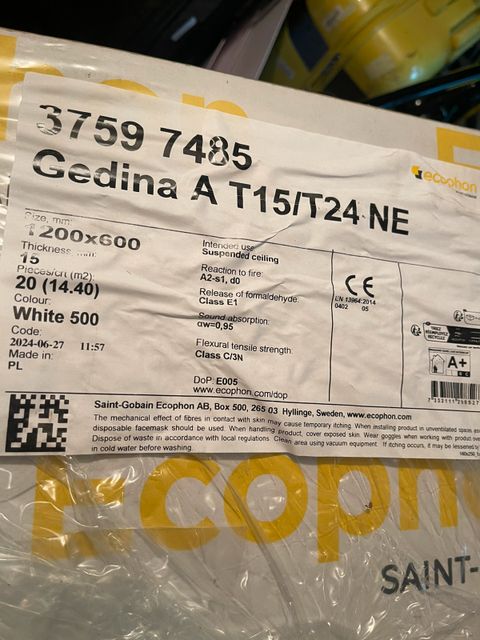 3759 7485
Gedina A T15/T24 NE
ecophon
Size, mm:
1200x600
Thickness, mm:
15
Pieces/crt (m2):
20 (14.40)
Colour:
White 500
Code:
2024-06-27 11:57
Made in:
PL
Intended use
Suspended ceiling
Reaction to fire:
A2-s1, d0
Release of formaldehyde:
Class E1
Sound absorption:
αw=0,95
Flexural tensile strength:
Class C/3N
DoP: E005
www.ecophon.com/dop
CE
EN 13964:2014
0402 05
A+
Saint-Gobain Ecophon AB, Box 500, 265 03 Hyllinge, Sweden, www.ecophon.com
The mechanical effect of fibres in contact with skin may cause temporary itching. When installing product in unventilated spaces
disposable facemask should be used. When handling product, cover exposed skin. Wear goggles when working with product
Dispose of waste in accordance with local regulations. Clean area using vacuum equipment. If itching occurs, it may be lessened
in cold water before washing.
Ecopho
SAINT-